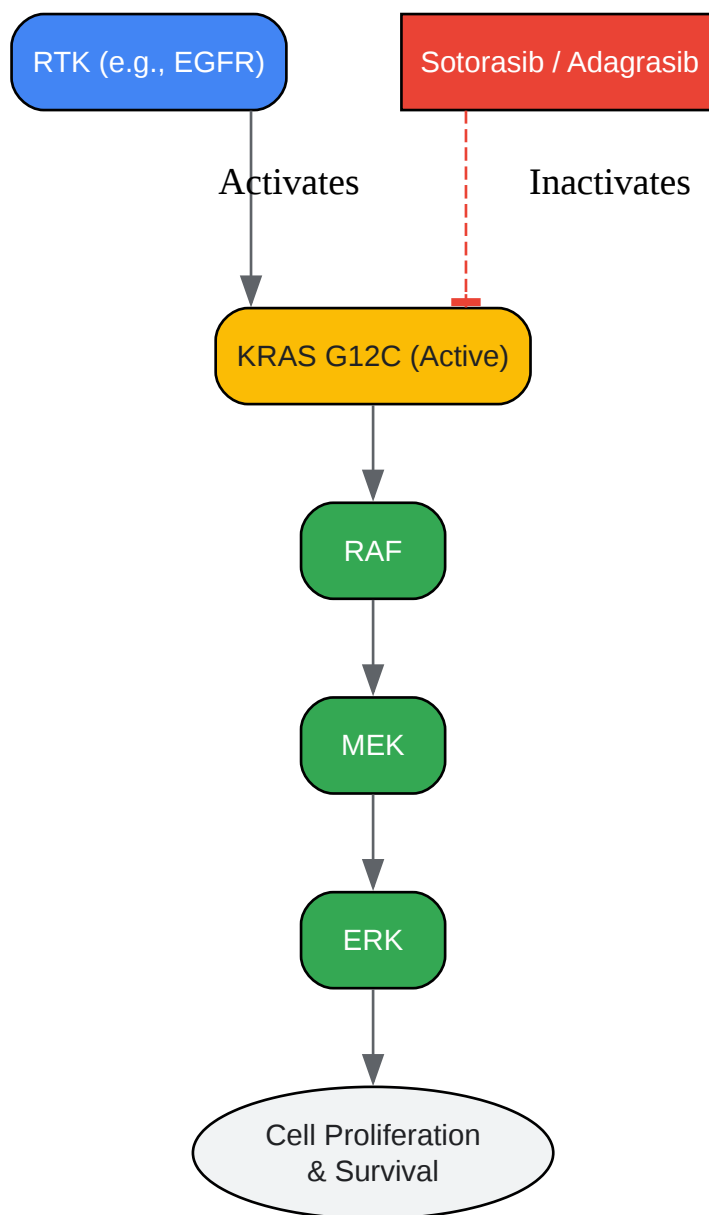 RTK (e.g., EGFR)
Sotorasib / Adagrasib
Activates
Inactivates
KRAS G12C (Active)
RAF
MEK
ERK
Cell Proliferation
& Survival